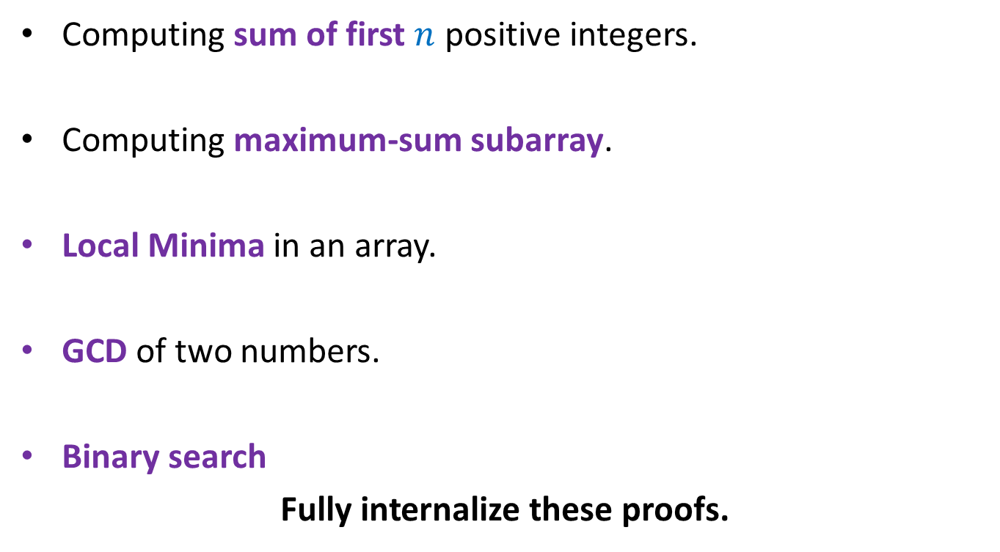 • Computing sum of first n positive integers.
• Computing maximum-sum subarray.
• Local Minima in an array.
• GCD of two numbers.
• Binary search
Fully internalize these proofs.